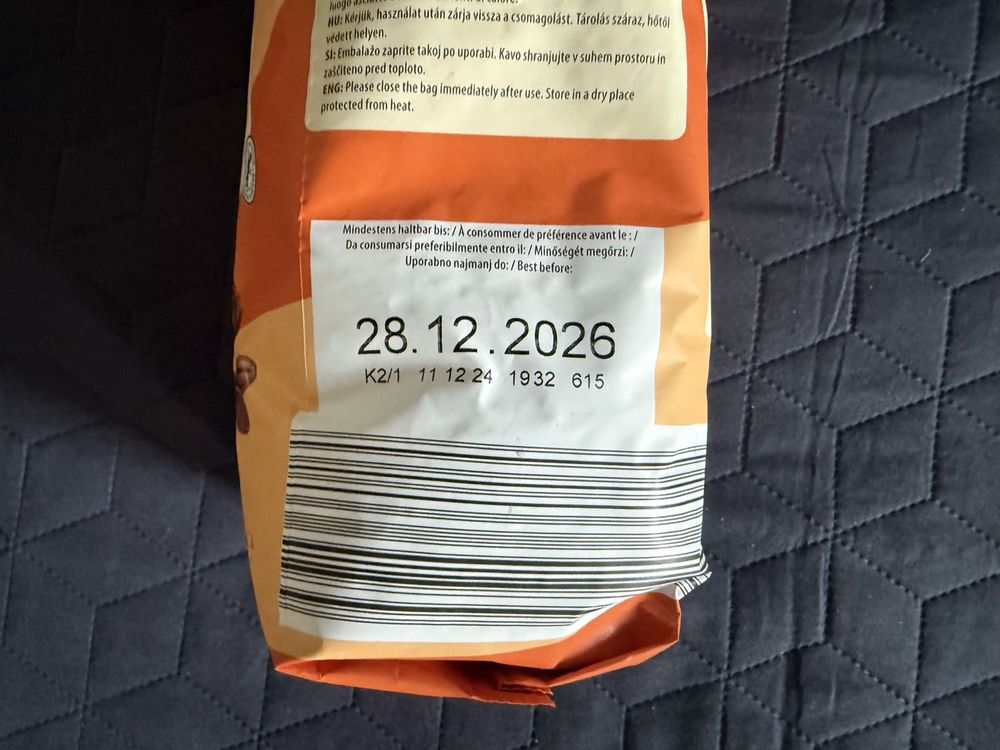 HU: Kérjük, használat után zárja vissza a csomagolást. Tárolás száraz, hőtől
védett helyen.
SI: Embalažo zaprite takoj po uporabi. Kavo shranjujte v suhem prostoru in
zaščiteno pred toploto.
ENG: Please close the bag immediately after use. Store in a dry place
protected from heat.
Mindestens haltbar bis: / À consommer de préférence avant le : /
Da consumarsi preferibilmente entro il: / Minőségét megőrzi: /
Uporabno najmanj do: / Best before:
28.12.2026
K2/1 11 12 24 1932 615